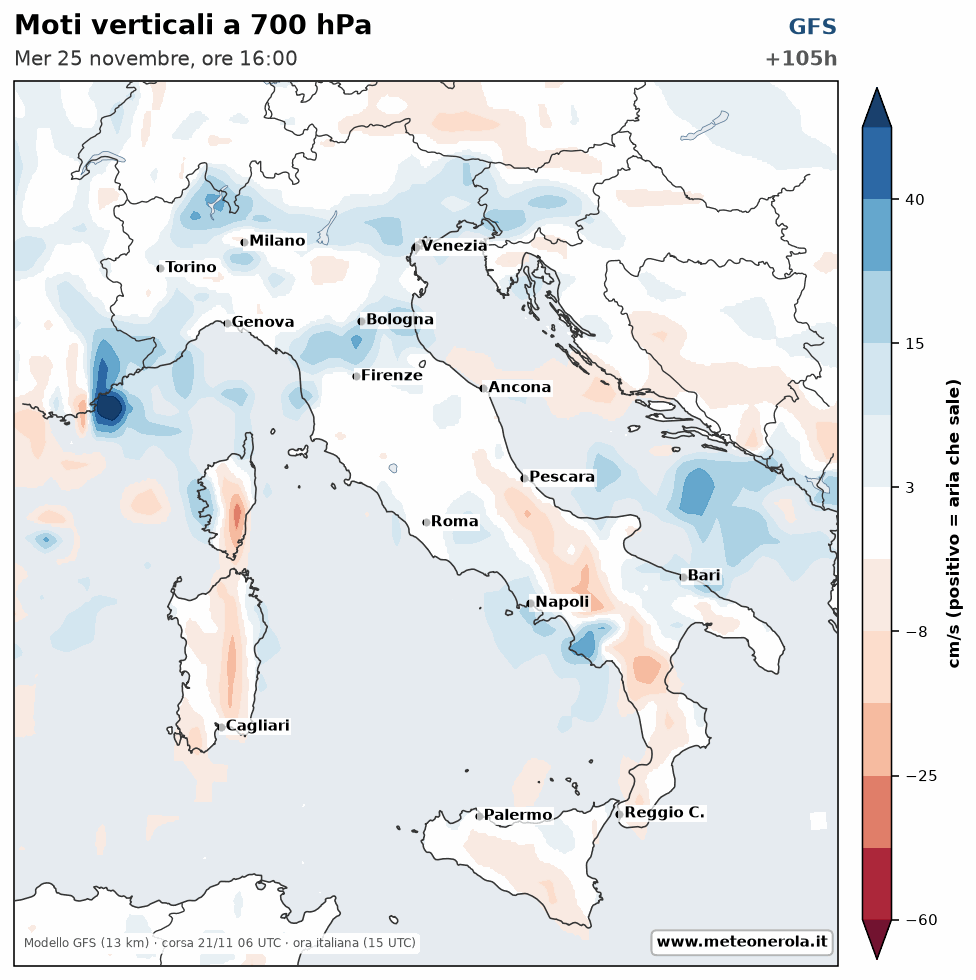 Moti verticali a 700 hPa
GFS
Mer 25 novembre, ore 16:00
+105h
Milano
Venezia
Torino
Genova
Bologna
Firenze
Ancona
Pescara
Roma
Bari
Napoli
Cagliari
Palermo
Reggio C.
40
15
3
−8
−25
−60
cm/s (positivo = aria che sale)
Modello GFS (13 km) · corsa 21/11 06 UTC · ora italiana (15 UTC)
www.meteonerola.it